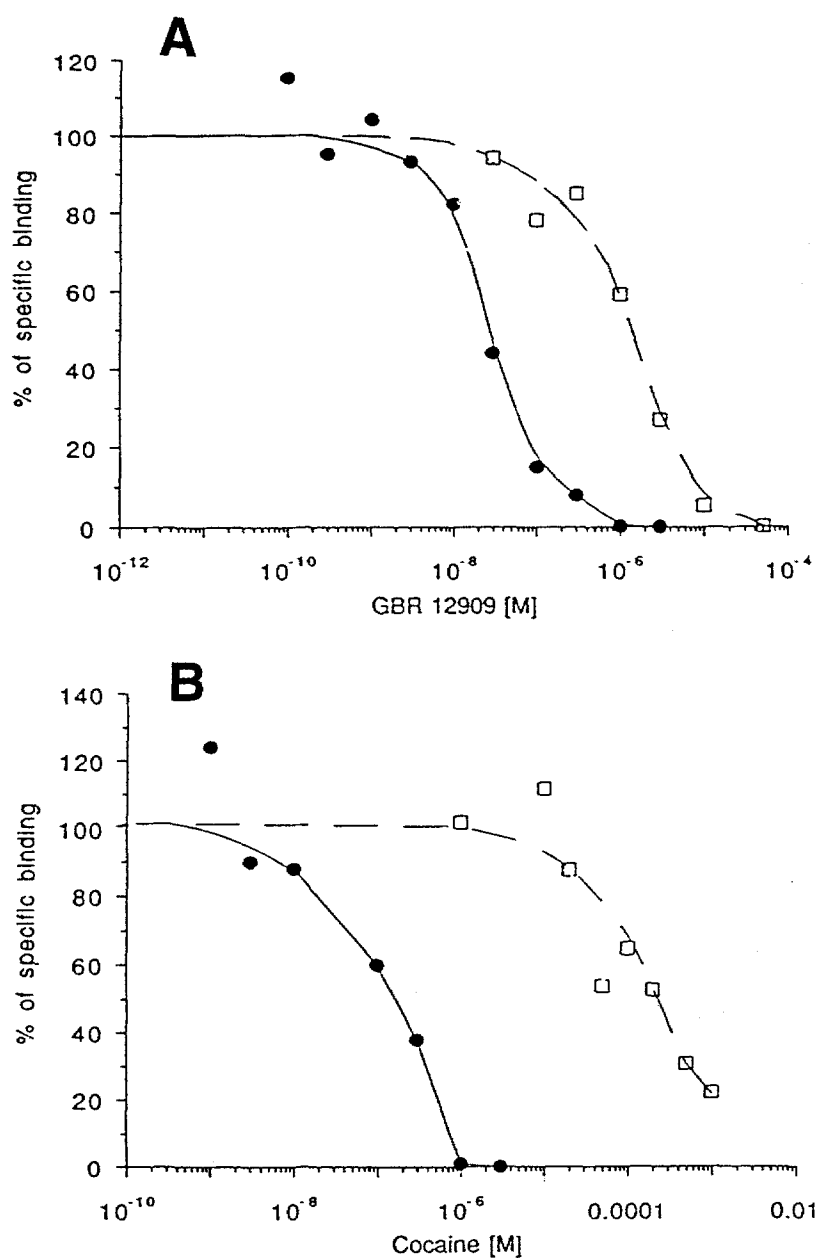 A
120
100
80
60
40
20
0
% of specific binding
10⁻¹² 10⁻¹⁰ 10⁻⁸ 10⁻⁶ 10⁻⁴
GBR 12909 [M]
B
140
120
100
80
60
40
20
0
% of specific binding
10⁻¹⁰ 10⁻⁸ 10⁻⁶ 0.0001 0.01
Cocaine [M]